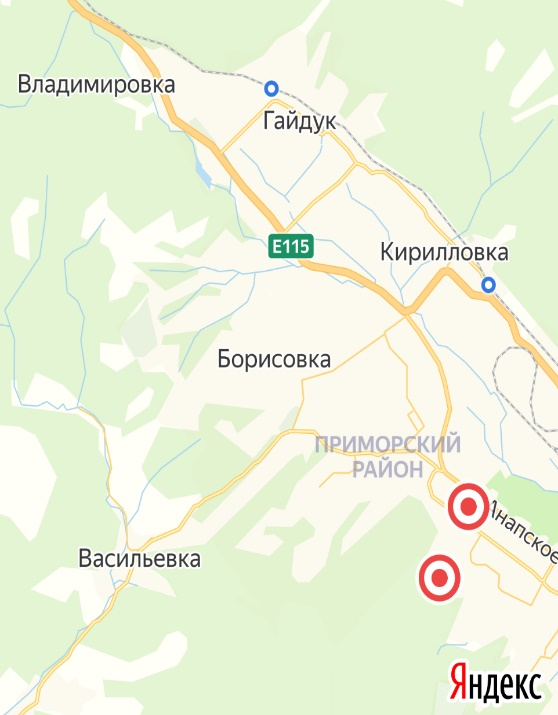 Владимировка
Гайдук
E115
Кирилловка
Борисовка
ПРИМОРСКИЙ
РАЙОН
Анапское
Васильевка
Яндекс